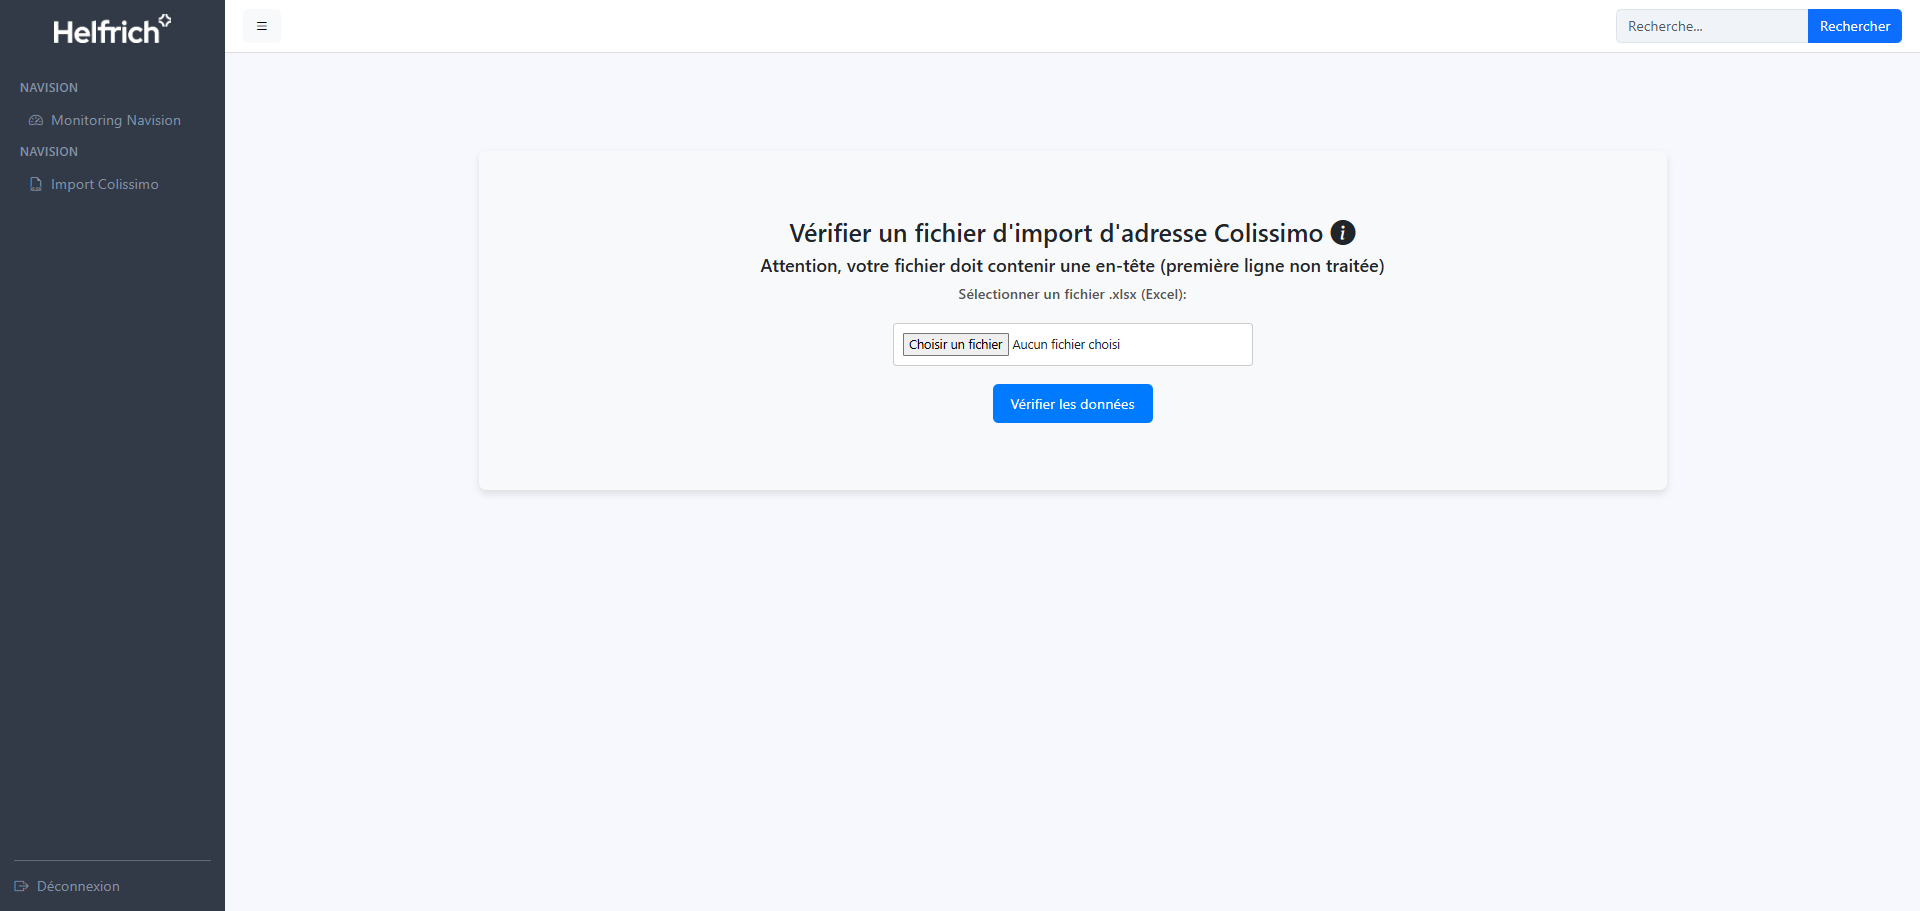 Helfrich
Recherche...
Rechercher
NAVISION
Monitoring Navision
NAVISION
Import Colissimo
Vérifier un fichier d'import d'adresse Colissimo
Attention, votre fichier doit contenir une en-tête (première ligne non traitée)
Sélectionner un fichier .xlsx (Excel):
Choisir un fichier Aucun fichier choisi
Vérifier les données
Déconnexion